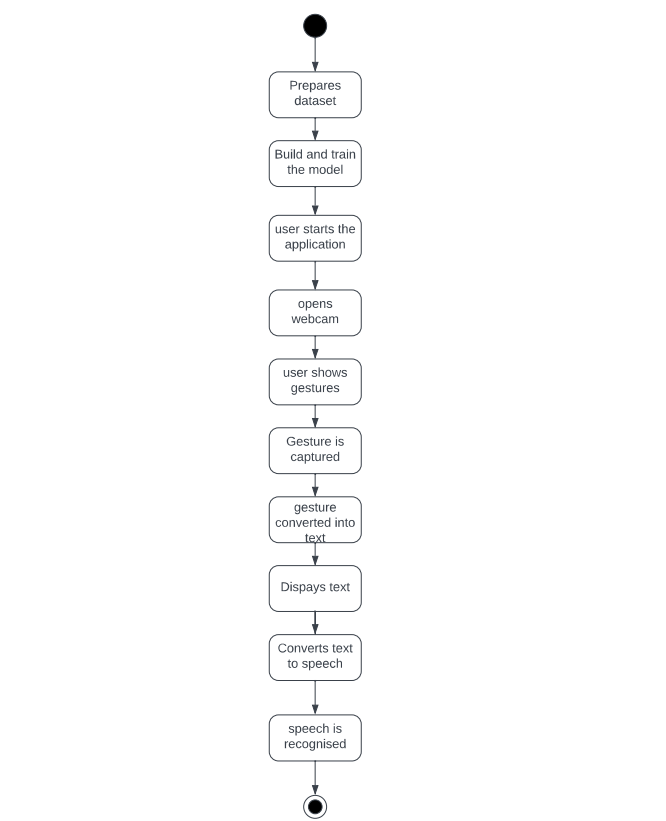 Prepares
dataset
Build and train
the model
user starts the
application
opens
webcam
user shows
gestures
Gesture is
captured
gesture
converted into
text
Dispays text
Converts text
to speech
speech is
recognised